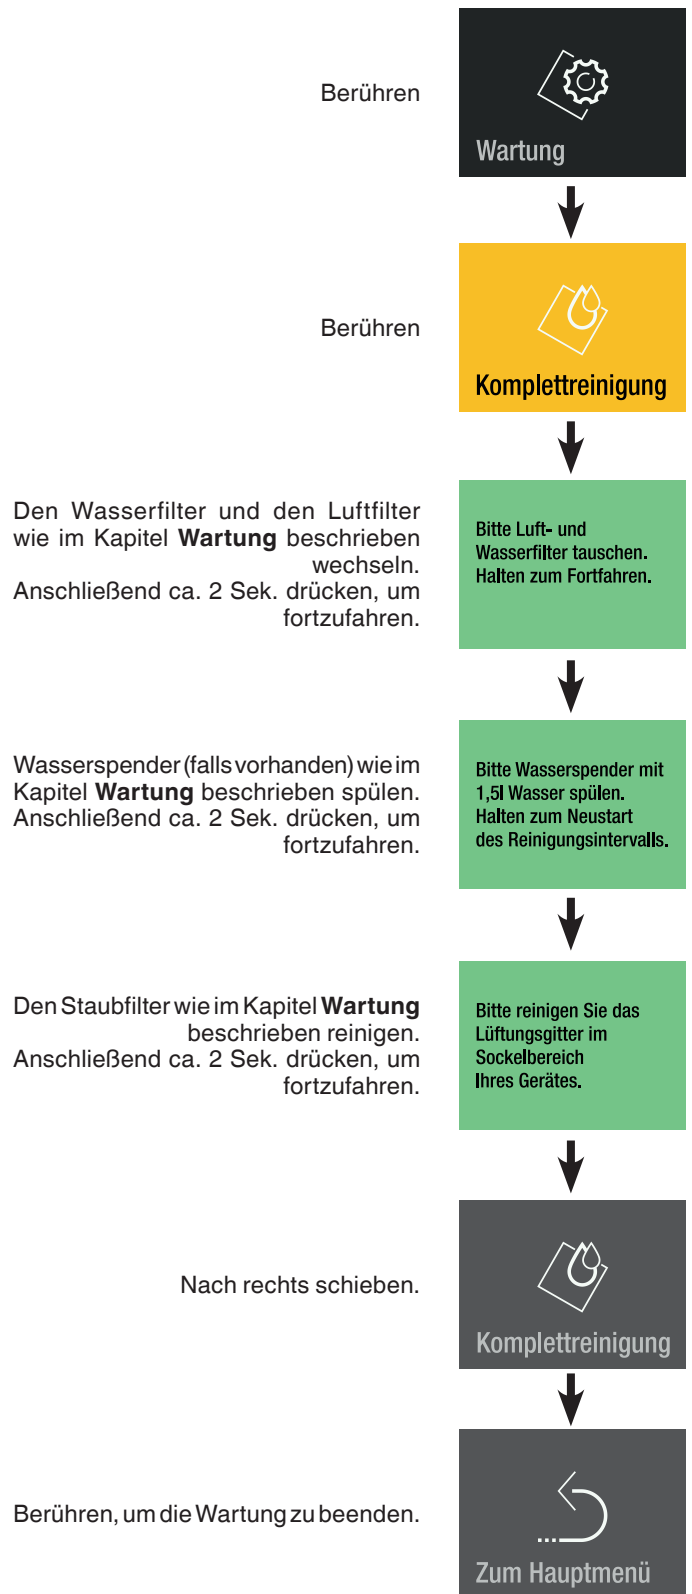 Berühren
Wartung
Berühren
Komplettreinigung
Den Wasserfilter und den Luftfilter
wie im Kapitel Wartung beschrieben
wechseln.
Anschließend ca. 2 Sek. drücken, um
fortzufahren.
Bitte Luft- und
Wasserfilter tauschen.
Halten zum Fortfahren.
Wasserspender (falls vorhanden) wie im
Kapitel Wartung beschrieben spülen.
Anschließend ca. 2 Sek. drücken, um
fortzufahren.
Bitte Wasserspender mit
1,5l Wasser spülen.
Halten zum Neustart
des Reinigungsintervalls.
Den Staubfilter wie im Kapitel Wartung
beschrieben reinigen.
Anschließend ca. 2 Sek. drücken, um
fortzufahren.
Bitte reinigen Sie das
Lüftungsgitter im
Sockelbereich
Ihres Gerätes.
Nach rechts schieben.
Komplettreinigung
Berühren, um die Wartung zu beenden.
Zum Hauptmenü